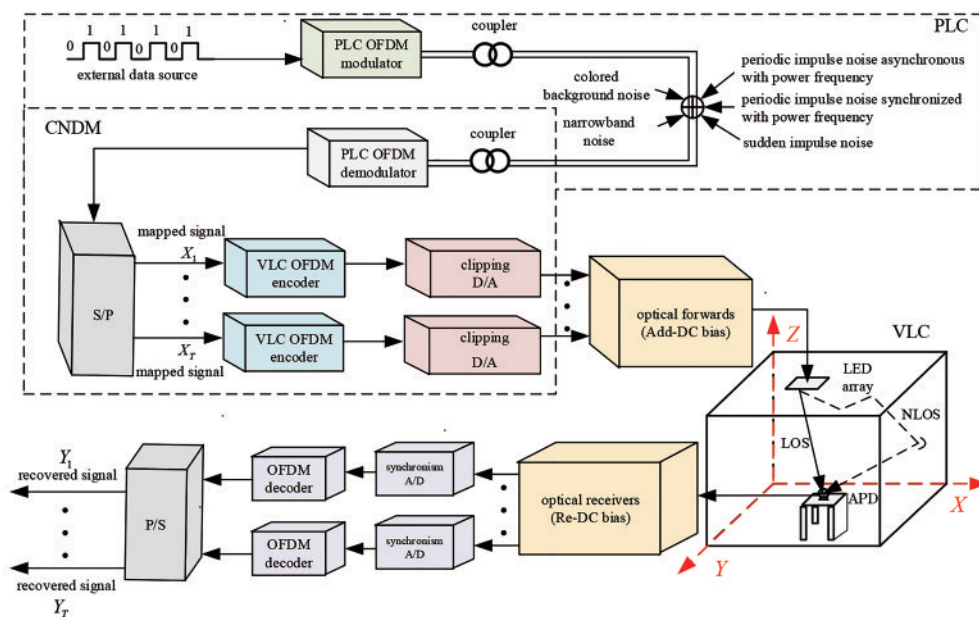 PLC
0 1 0 1 0 1 0 1
external data source
PLC OFDM
modulator
coupler
colored
background noise
narrowband
noise
periodic impulse noise asynchronous
with power frequency
periodic impulse noise synchronized
with power frequency
sudden impulse noise
CNDM
PLC OFDM
demodulator
coupler
S/P
mapped signal
X1
VLC OFDM
encoder
clipping
D/A
XT
mapped signal
VLC OFDM
encoder
clipping
D/A
optical forwards
(Add-DC bias)
VLC
Z
LED
array
NLOS
LOS
APD
X
Y
optical receivers
(Re-DC bias)
synchronism
A/D
OFDM
decoder
synchronism
A/D
OFDM
decoder
P/S
Y1
recovered signal
recovered signal
YT